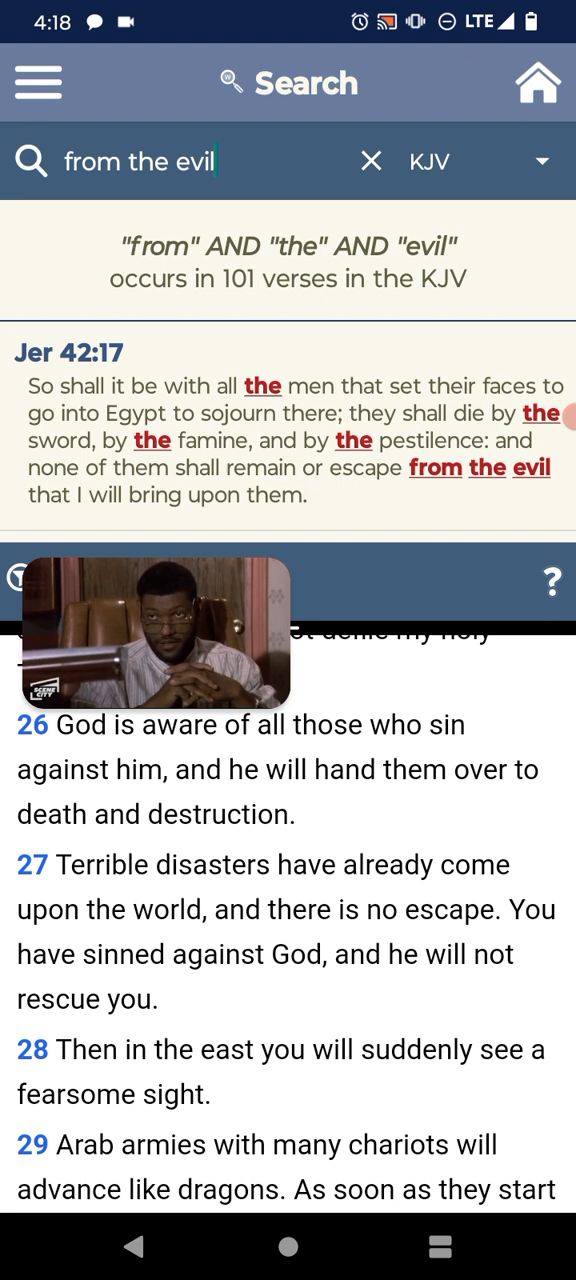 4:18 LTE
Search
from the evil KJV
"from" AND "the" AND "evil"
occurs in 101 verses in the KJV
Jer 42:17
So shall it be with all the men that set their faces to
go into Egypt to sojourn there; they shall die by the
sword, by the famine, and by the pestilence: and
none of them shall remain or escape from the evil
that I will bring upon them.
?
SCENE
CITY
my holy
26 God is aware of all those who sin
against him, and he will hand them over to
death and destruction.
27 Terrible disasters have already come
upon the world, and there is no escape. You
have sinned against God, and he will not
rescue you.
28 Then in the east you will suddenly see a
fearsome sight.
29 Arab armies with many chariots will
advance like dragons. As soon as they start